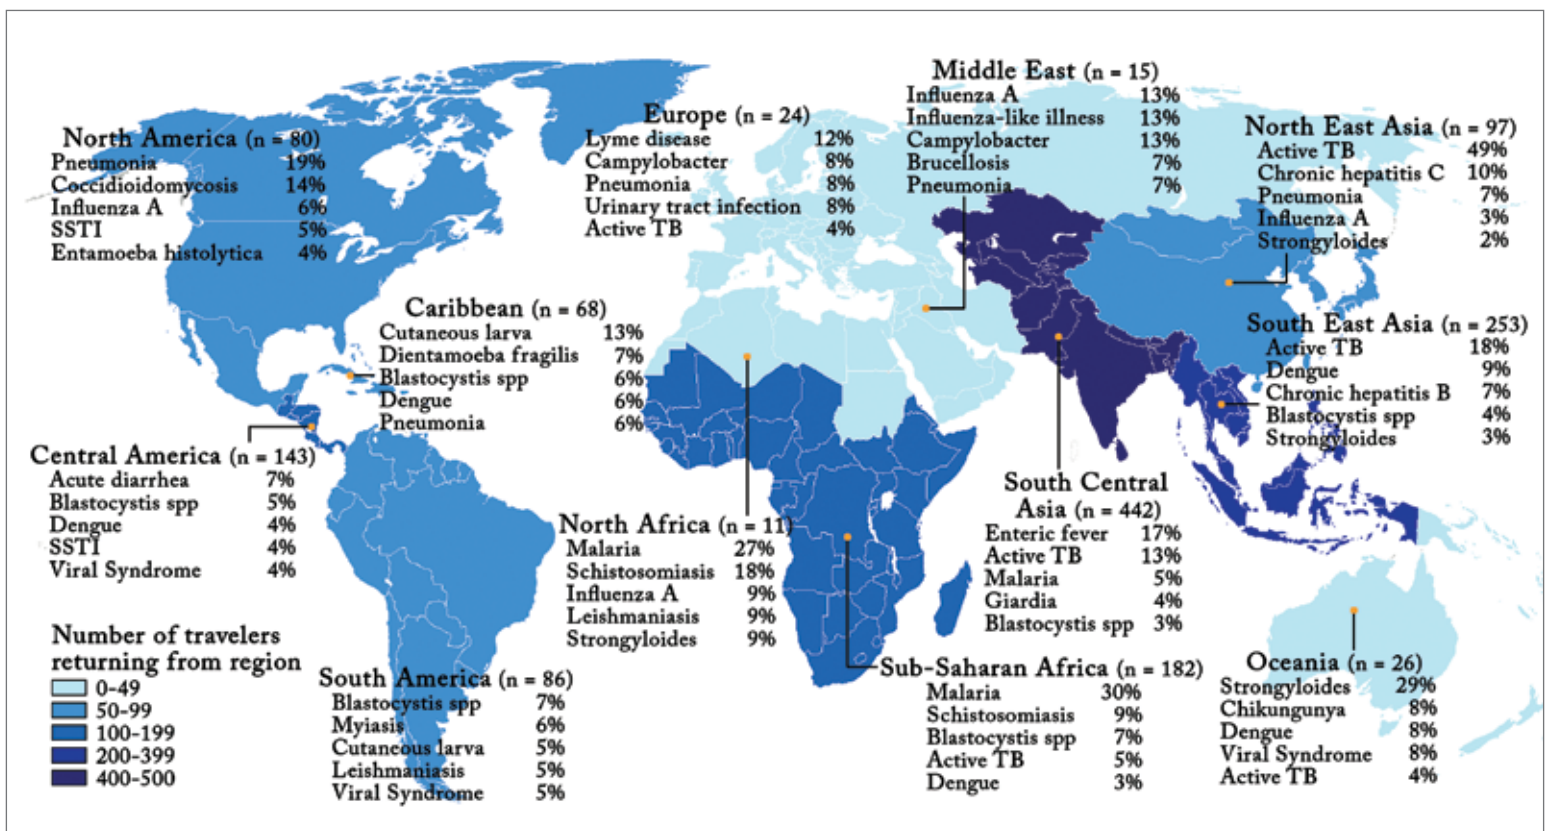 North America (n = 80)
Pneumonia 19%
Coccidioidomycosis 14%
Influenza A 6%
SSTI 5%
Entamoeba histolytica 4%
Europe (n = 24)
Lyme disease 12%
Campylobacter 8%
Pneumonia 8%
Urinary tract infection 8%
Active TB 4%
Middle East (n = 15)
Influenza A 13%
Influenza-like illness 13%
Campylobacter 13%
Brucellosis 7%
Pneumonia 7%
North East Asia (n = 97)
Active TB 49%
Chronic hepatitis C 10%
Pneumonia 7%
Influenza A 3%
Strongyloides 2%
Caribbean (n = 68)
Cutaneous larva 13%
Dientamoeba fragilis 7%
Blastocystis spp 6%
Dengue 6%
Pneumonia 6%
South East Asia (n = 253)
Active TB 18%
Dengue 9%
Chronic hepatitis B 7%
Blastocystis spp 4%
Strongyloides 3%
Central America (n = 143)
Acute diarrhea 7%
Blastocystis spp 5%
Dengue 4%
SSTI 4%
Viral Syndrome 4%
North Africa (n = 11)
Malaria 27%
Schistosomiasis 18%
Influenza A 9%
Leishmaniasis 9%
Strongyloides 9%
South Central
Asia (n = 442)
Enteric fever 17%
Active TB 13%
Malaria 5%
Giardia 4%
Blastocystis spp 3%
Number of travelers
returning from region
0-49
50-99
100-199
200-399
400-500
South America (n = 86)
Blastocystis spp 7%
Myiasis 6%
Cutaneous larva 5%
Leishmaniasis 5%
Viral Syndrome 5%
Sub-Saharan Africa (n = 182)
Malaria 30%
Schistosomiasis 9%
Blastocystis spp 7%
Active TB 5%
Dengue 3%
Oceania (n = 26)
Strongyloides 29%
Chikungunya 8%
Dengue 8%
Viral Syndrome 8%
Active TB 4%